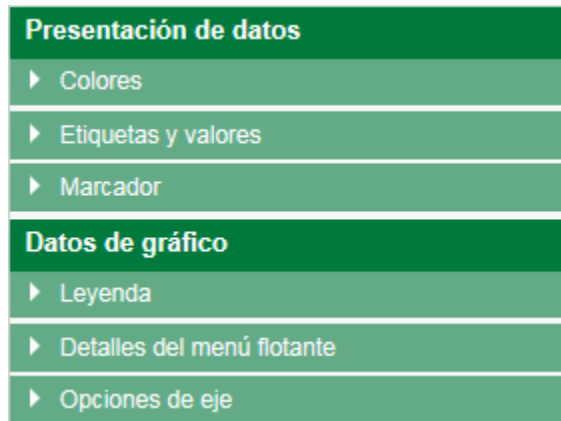 Presentación de datos
Colores
Etiquetas y valores
Marcador
Datos de gráfico
Leyenda
Detalles del menú flotante
Opciones de eje